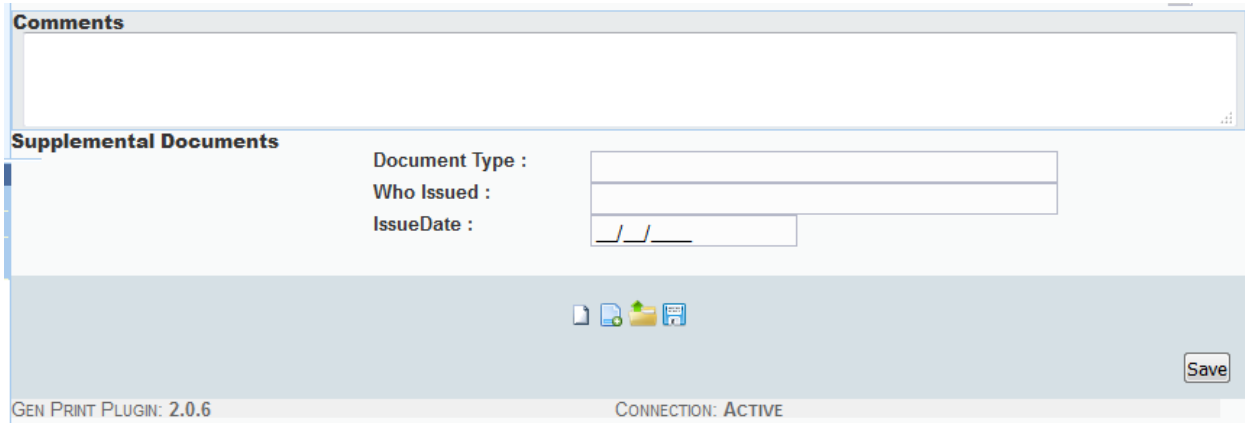 Comments
Supplemental Documents
Document Type :
Who Issued :
IssueDate :
__/__/____
Save
GEN PRINT PLUGIN: 2.0.6 CONNECTION: ACTIVE